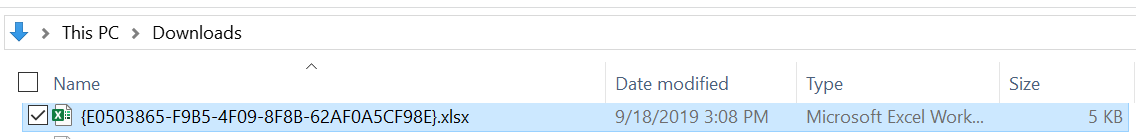 This PC > Downloads
Name Date modified Type Size
{E0503865-F9B5-4F09-8F8B-62AF0A5CF98E}.xlsx 9/18/2019 3:08 PM Microsoft Excel Work... 5 KB